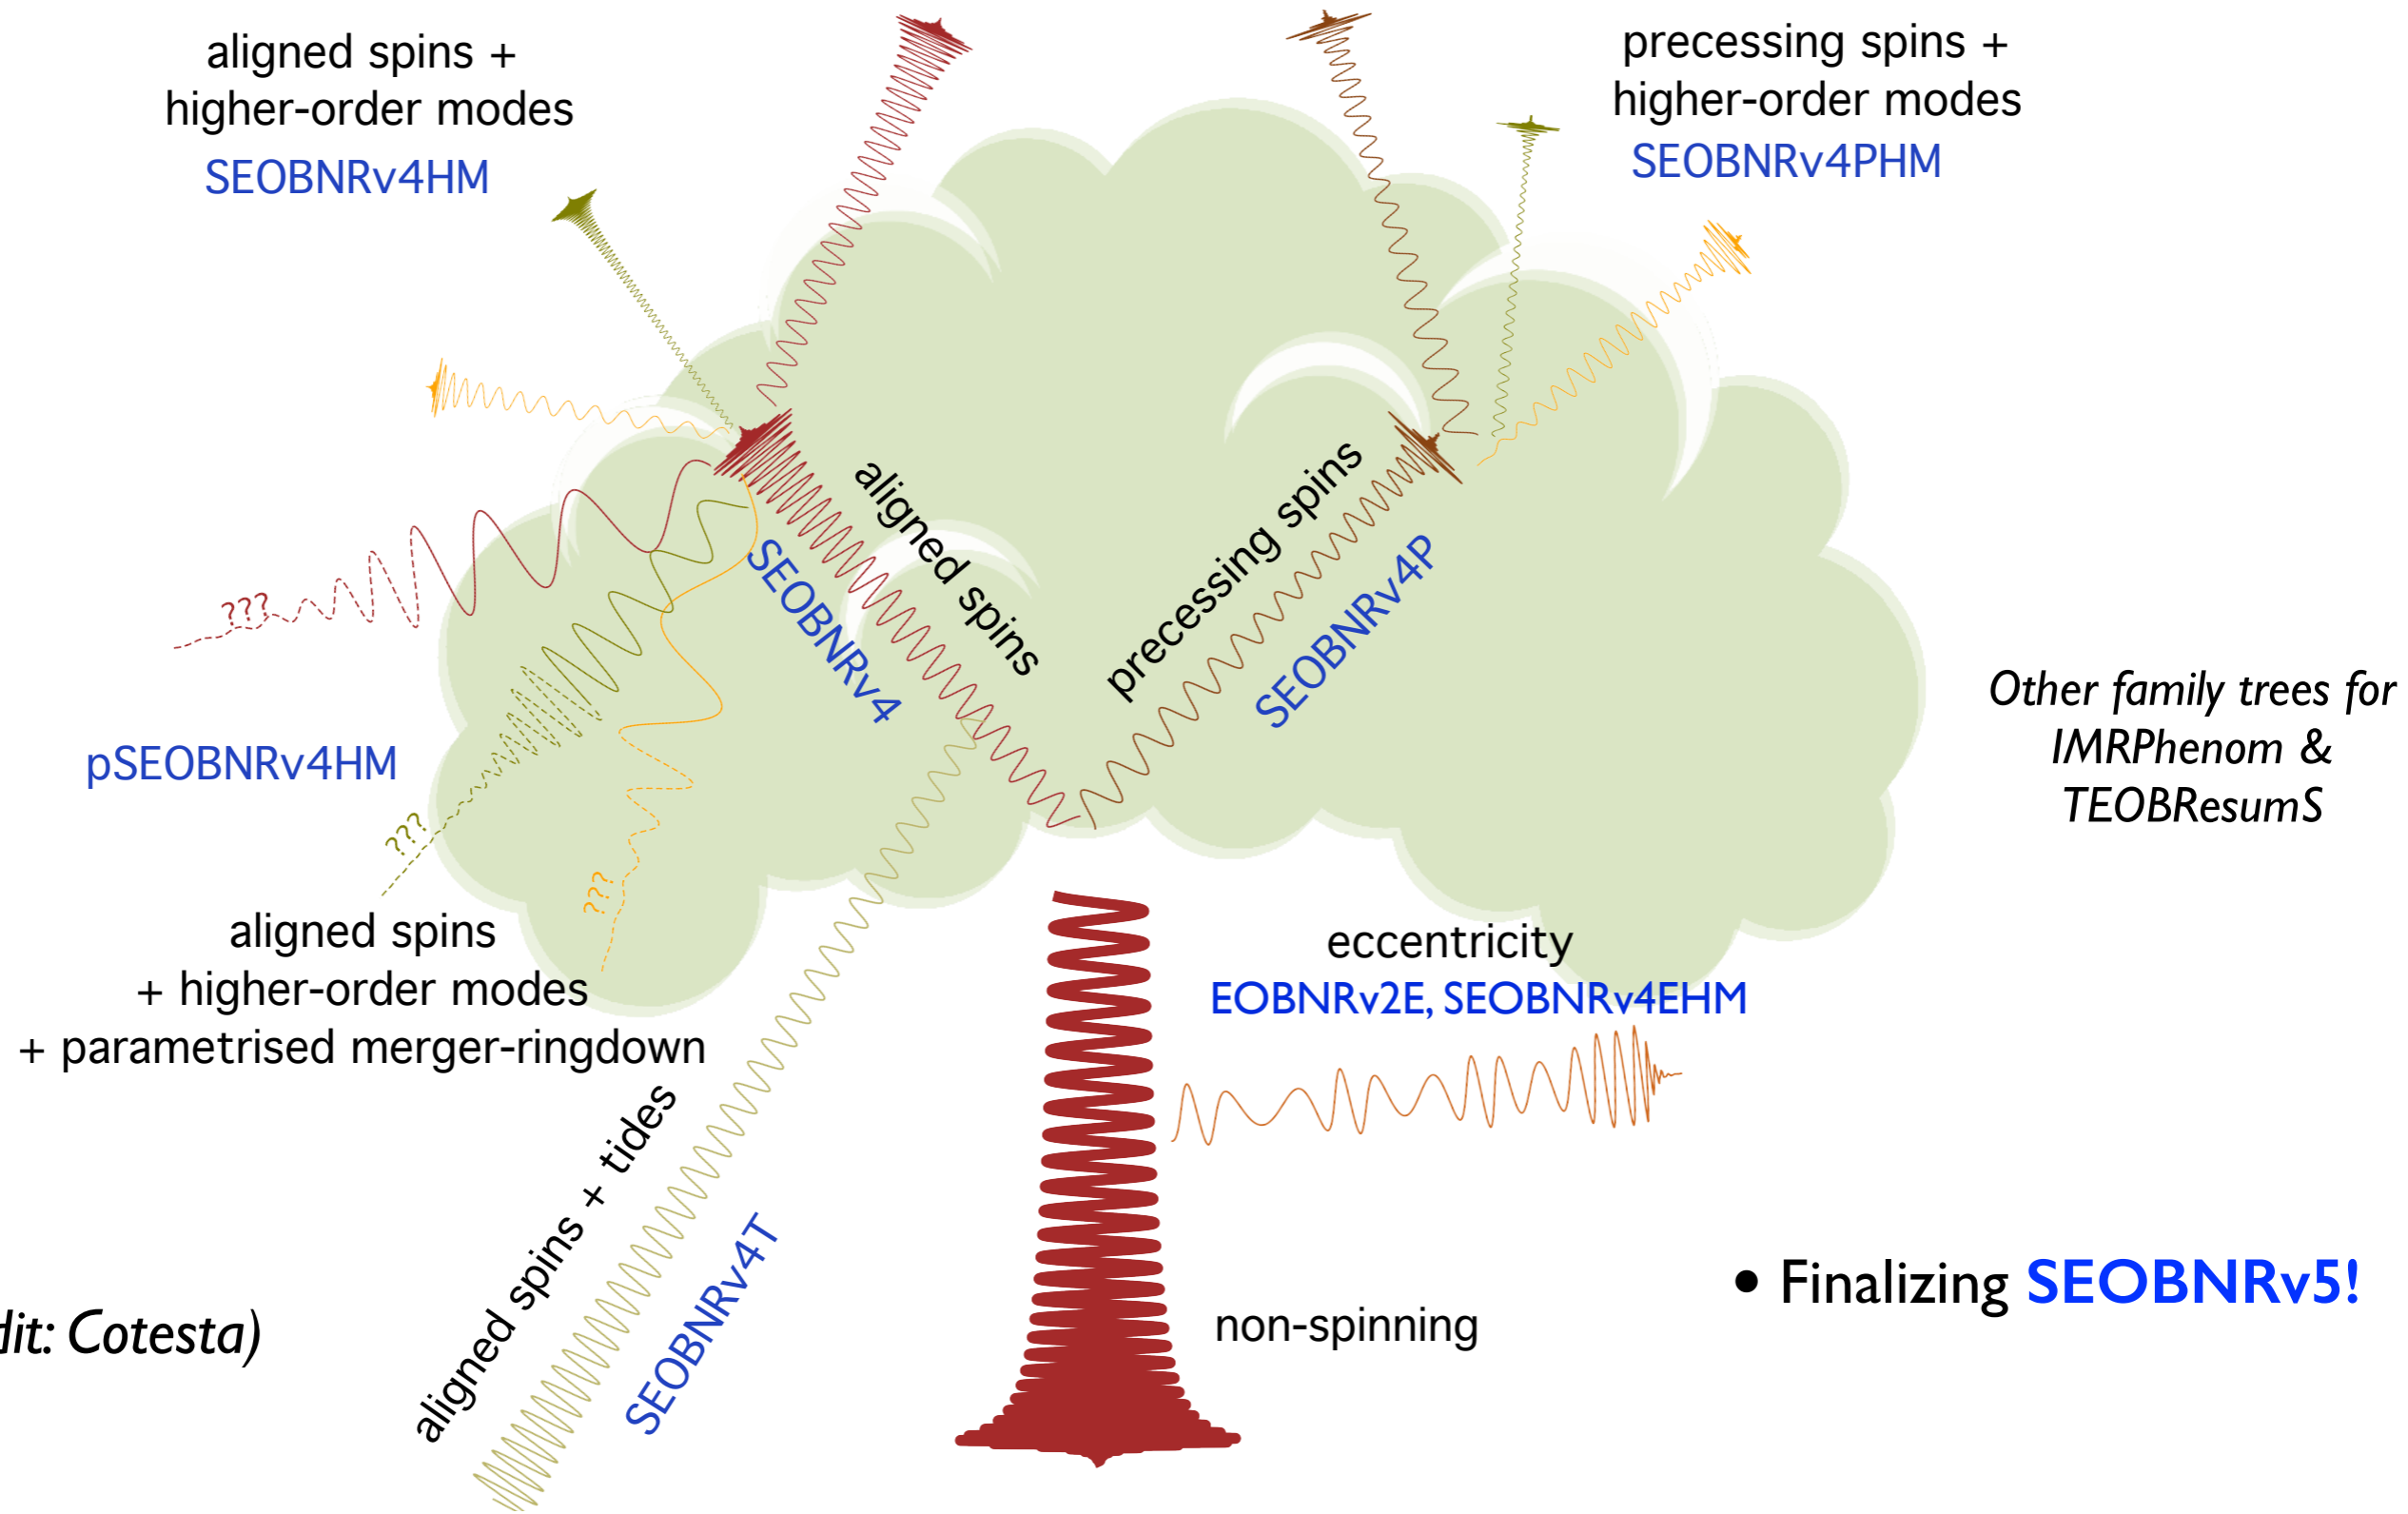 aligned spins +
higher-order modes
SEOBNRv4HM
precessing spins +
higher-order modes
SEOBNRv4PHM
aligned spins
SEOBNRv4
precessing spins
SEOBNRv4P
???
pSEOBNRv4HM
???
???
aligned spins
+ higher-order modes
+ parametrised merger-ringdown
Other family trees for
IMRPhenom &
TEOBResumS
eccentricity
EOBNRv2E, SEOBNRv4EHM
aligned spins + tides
SEOBNRv4T
non-spinning
• Finalizing SEOBNRv5!
Cotesta)